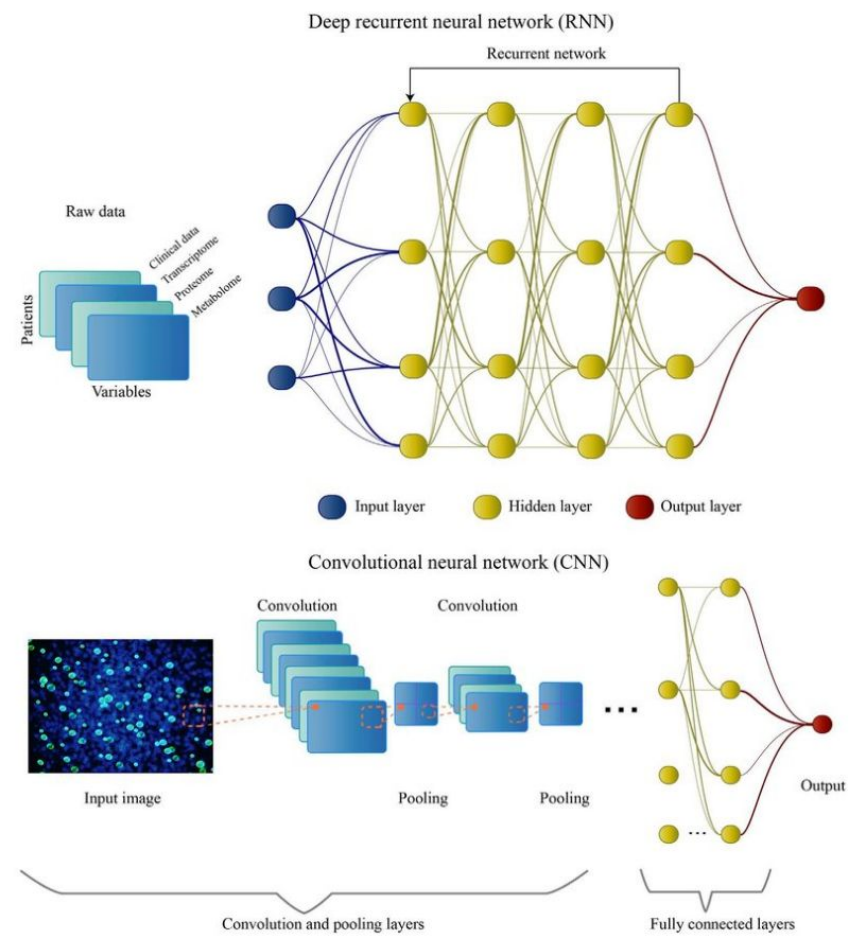 Deep recurrent neural network (RNN)
Recurrent network
Raw data
Clinical data
Transcriptome
Proteome
Metabolome
Patients
Variables
Input layer
Hidden layer
Output layer
Convolutional neural network (CNN)
Convolution
Convolution
...
Input image
Pooling
Pooling
Output
...
Convolution and pooling layers
Fully connected layers